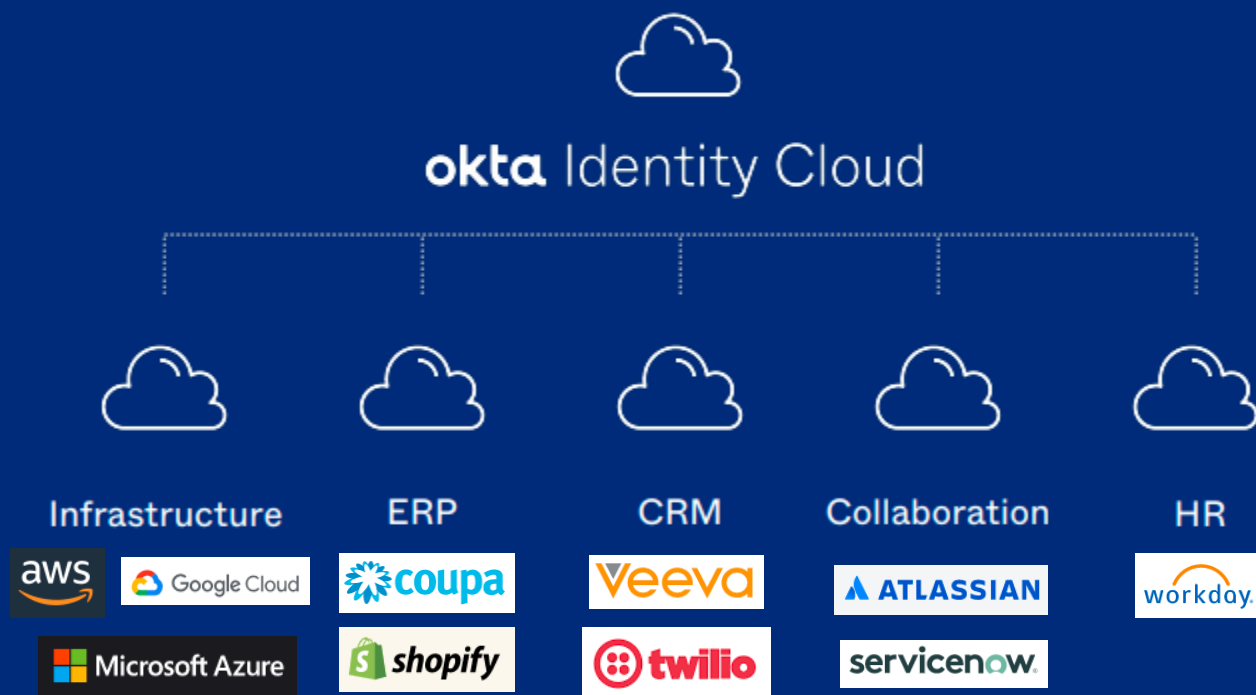 okta Identity Cloud
Infrastructure
ERP
CRM
Collaboration
HR
aws
Google Cloud
coupa
Veeva
ATLASSIAN
workday.
Microsoft Azure
shopify
twilio
servicenow.